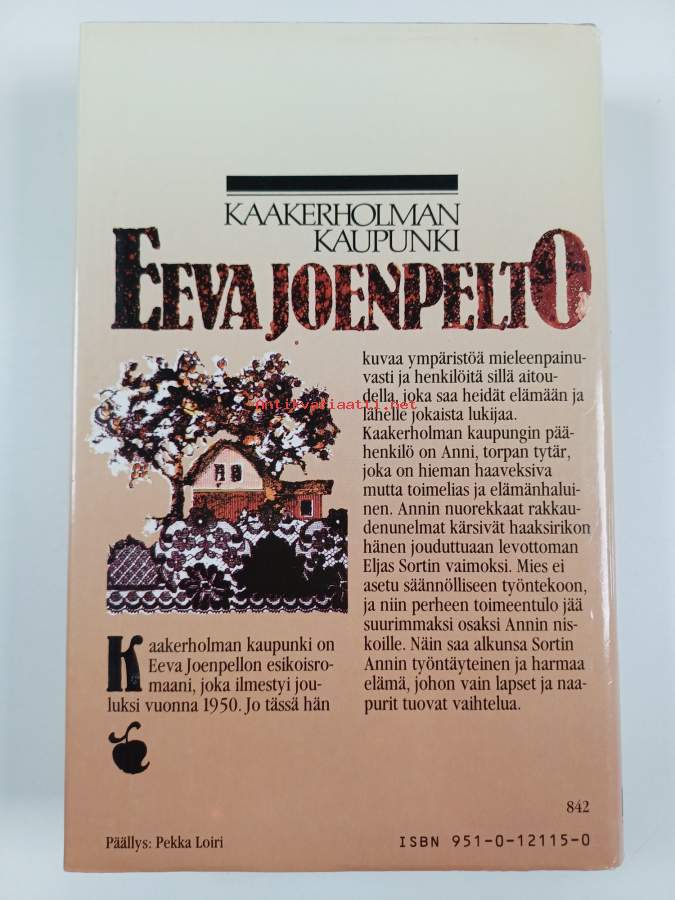 KAAKERHOLMAN
KAUPUNKI
EEVA JOENPELTO
Kaakerholman kaupunki on
Eeva Joenpellon esikoisro-
maani, joka ilmestyi jou-
luksi vuonna 1950. Jo tässä hän
kuvaa ympäristöä mieleenpainu-
vasti ja henkilöitä sillä aitou-
della, joka saa heidät elämään ja
lähelle jokaista lukijaa.
Kaakerholman kaupungin pää-
henkilö on Anni, torpan tytär,
joka on hieman haaveksiva
mutta toimelias ja elämänhalui-
nen. Annin nuorekkaat rakkau-
denunelmat kärsivät haaksirikon
hänen jouduttuaan levottoman
Eljas Sortin vaimoksi. Mies ei
asetu säännölliseen työntekoon,
ja niin perheen toimeentulo jää
suurimmaksi osaksi Annin nis-
koille. Näin saa alkunsa Sortin
Annin työntäyteinen ja harmaa
elämä, johon vain lapset ja naa-
purit tuovat vaihtelua.
842
Päällys: Pekka Loiri
ISBN 951-0-12115-0
Antikvariaatti.net